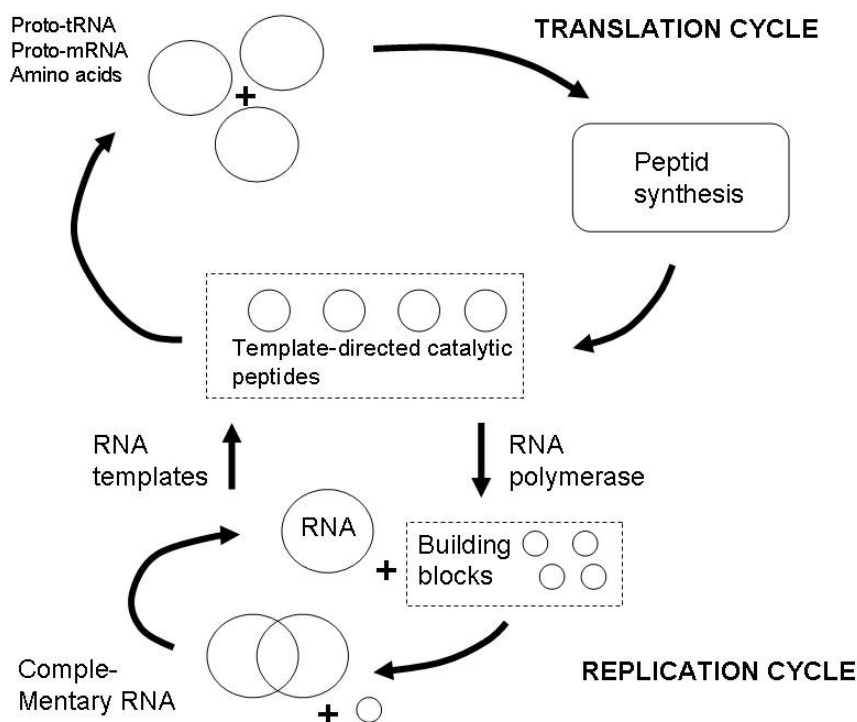 Proto-tRNA
Proto-mRNA
Amino acids
+
TRANSLATION CYCLE
Peptid
synthesis
Template-directed catalytic
peptides
RNA
templates
RNA
polymerase
RNA
+
Building
blocks
Comple-
Mentary RNA
+
REPLICATION CYCLE